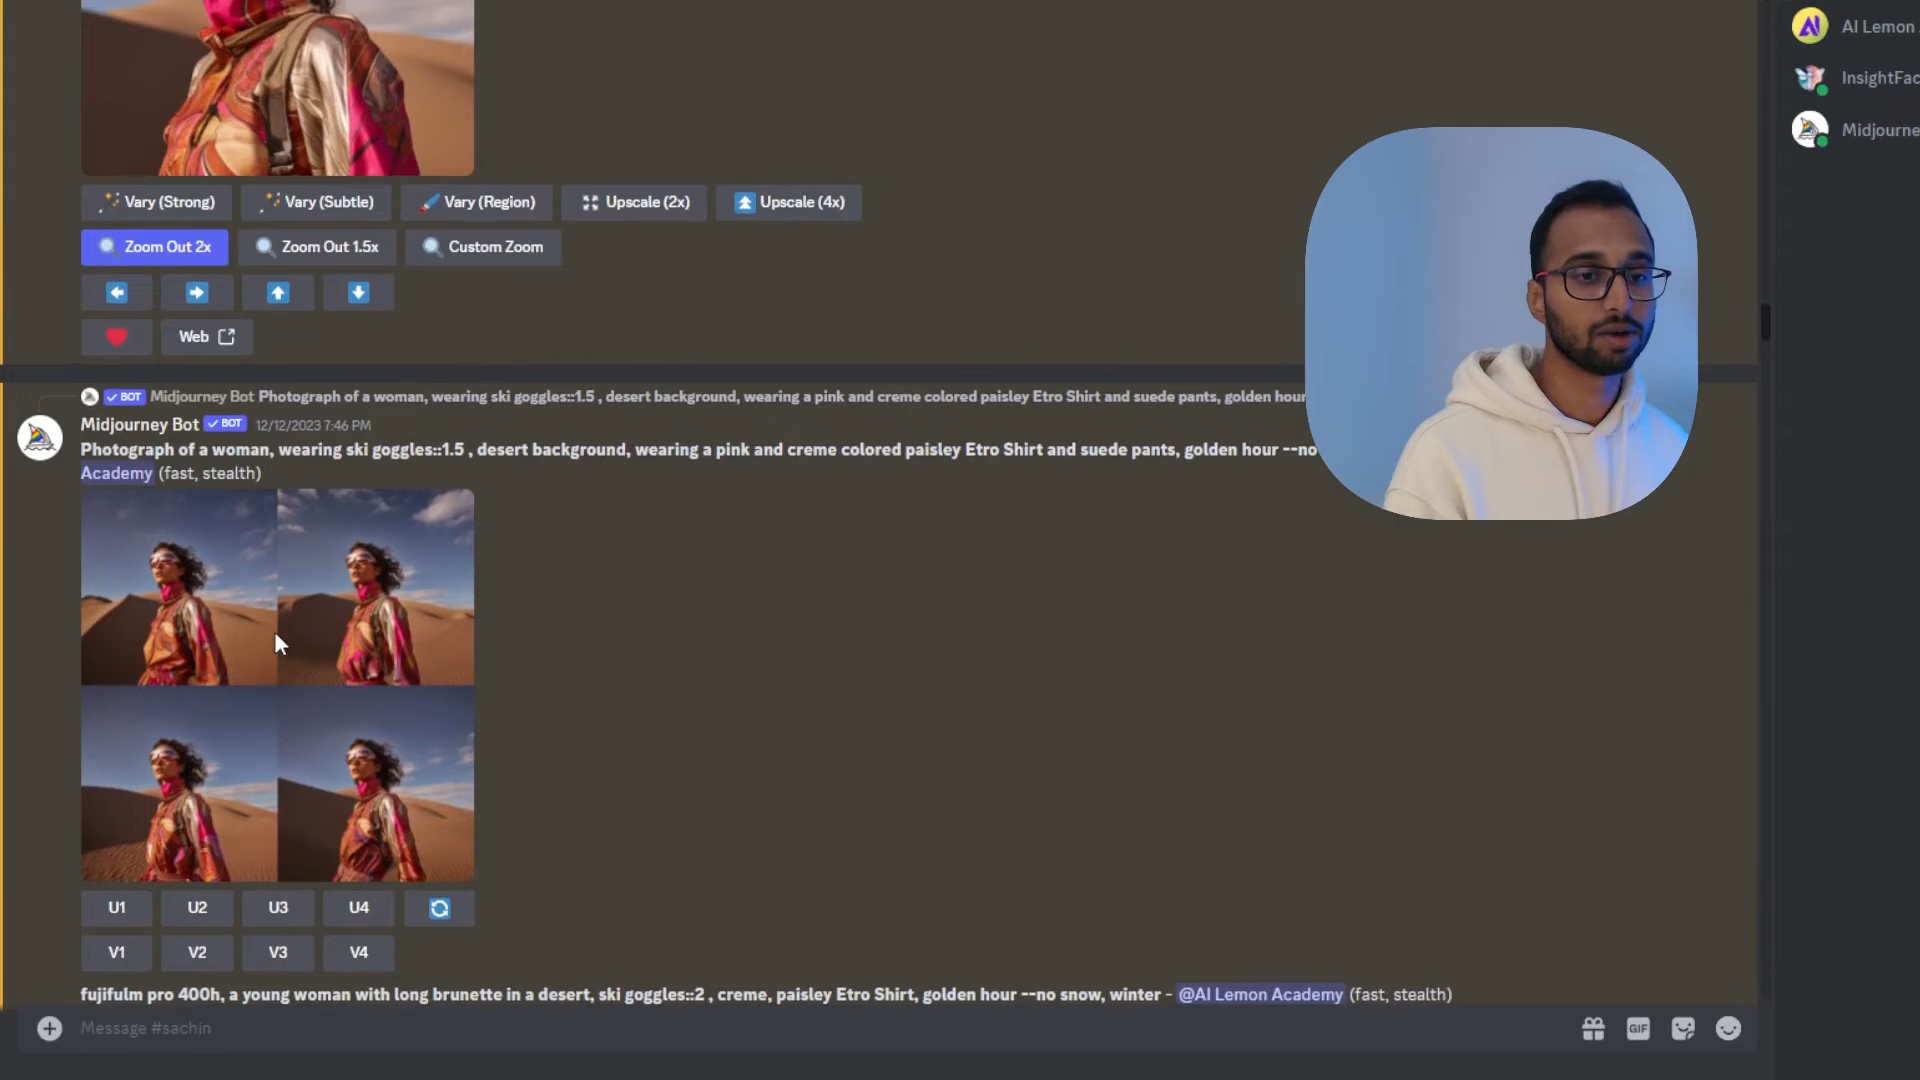 AI Lemon
InsightFac
Midjourne
Vary (Strong)
Vary (Subtle)
Vary (Region)
Upscale (2x)
Upscale (4x)
Zoom Out 2x
Zoom Out 1.5x
Custom Zoom
Web
BOT Midjourney Bot Photograph of a woman, wearing ski goggles::1.5 , desert background, wearing a pink and creme colored paisley Etro Shirt and suede pants, golden hour
Midjourney Bot BOT 12/12/2023 7:46 PM
Photograph of a woman, wearing ski goggles::1.5 , desert background, wearing a pink and creme colored paisley Etro Shirt and suede pants, golden hour --no
Academy (fast, stealth)
U1 U2 U3 U4
V1 V2 V3 V4
fujifulm pro 400h, a young woman with long brunette in a desert, ski goggles::2 , creme, paisley Etro Shirt, golden hour --no snow, winter - @AI Lemon Academy (fast, stealth)
Message #sachin
GIF